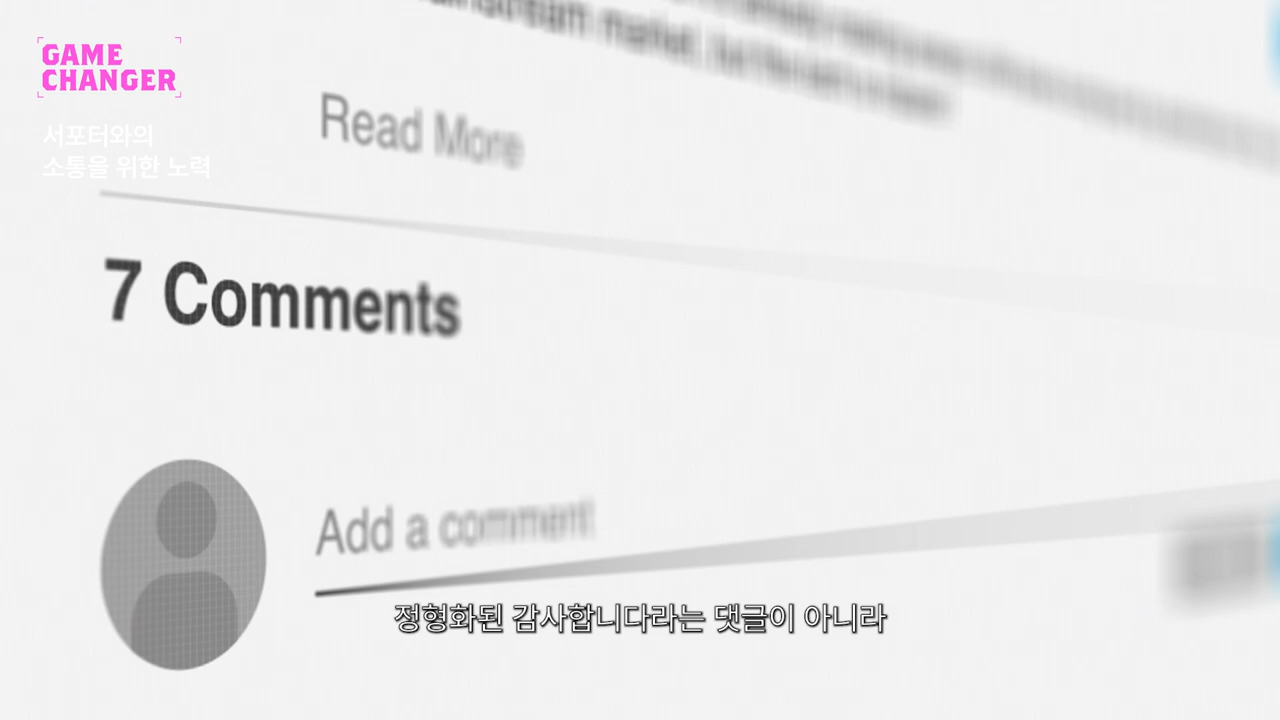 GAME
CHANGER
서포터와의
소통을 위한 노력
market,
Read More
7 Comments
Add a comment
정형화된 감사합니다라는 댓글이 아니라